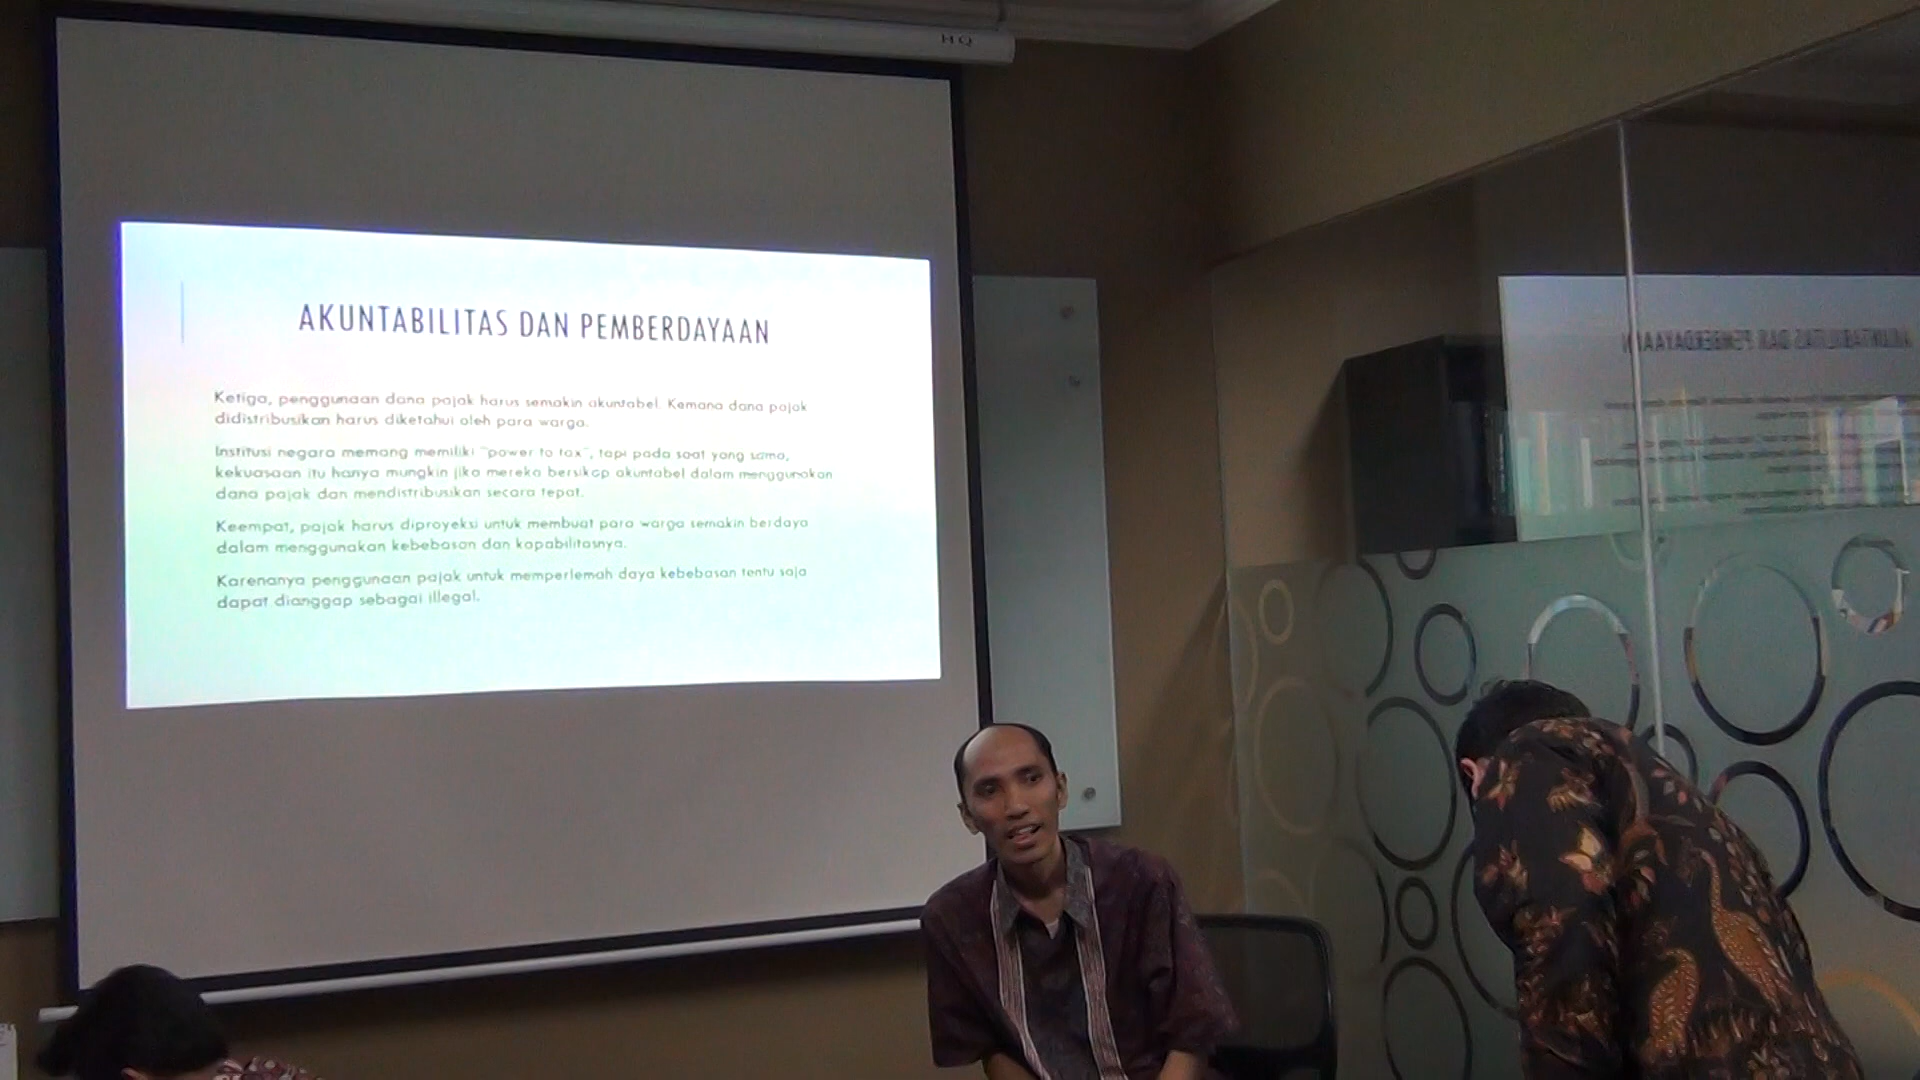 HQ
AKUNTABILITAS DAN PEMBERDAYAAN
Ketiga, penggunaan dana pajak harus semakin akuntabel. Kemana dana pajak
didistribusikan harus diketahui oleh para warga.
Institusi negara memang memiliki "power to tax", tapi pada saat yang sama,
kekuasaan itu hanya mungkin jika mereka bersikap akuntabel dalam menggunakan
dana pajak dan mendistribusikan secara tepat.
Keempat, pajak harus diproyeksi untuk membuat para warga semakin berdaya
dalam menggunakan kebebasan dan kapabilitasnya.
Karenanya penggunaan pajak untuk memperlemah daya kebebasan tentu saja
dapat dianggap sebagai illegal.